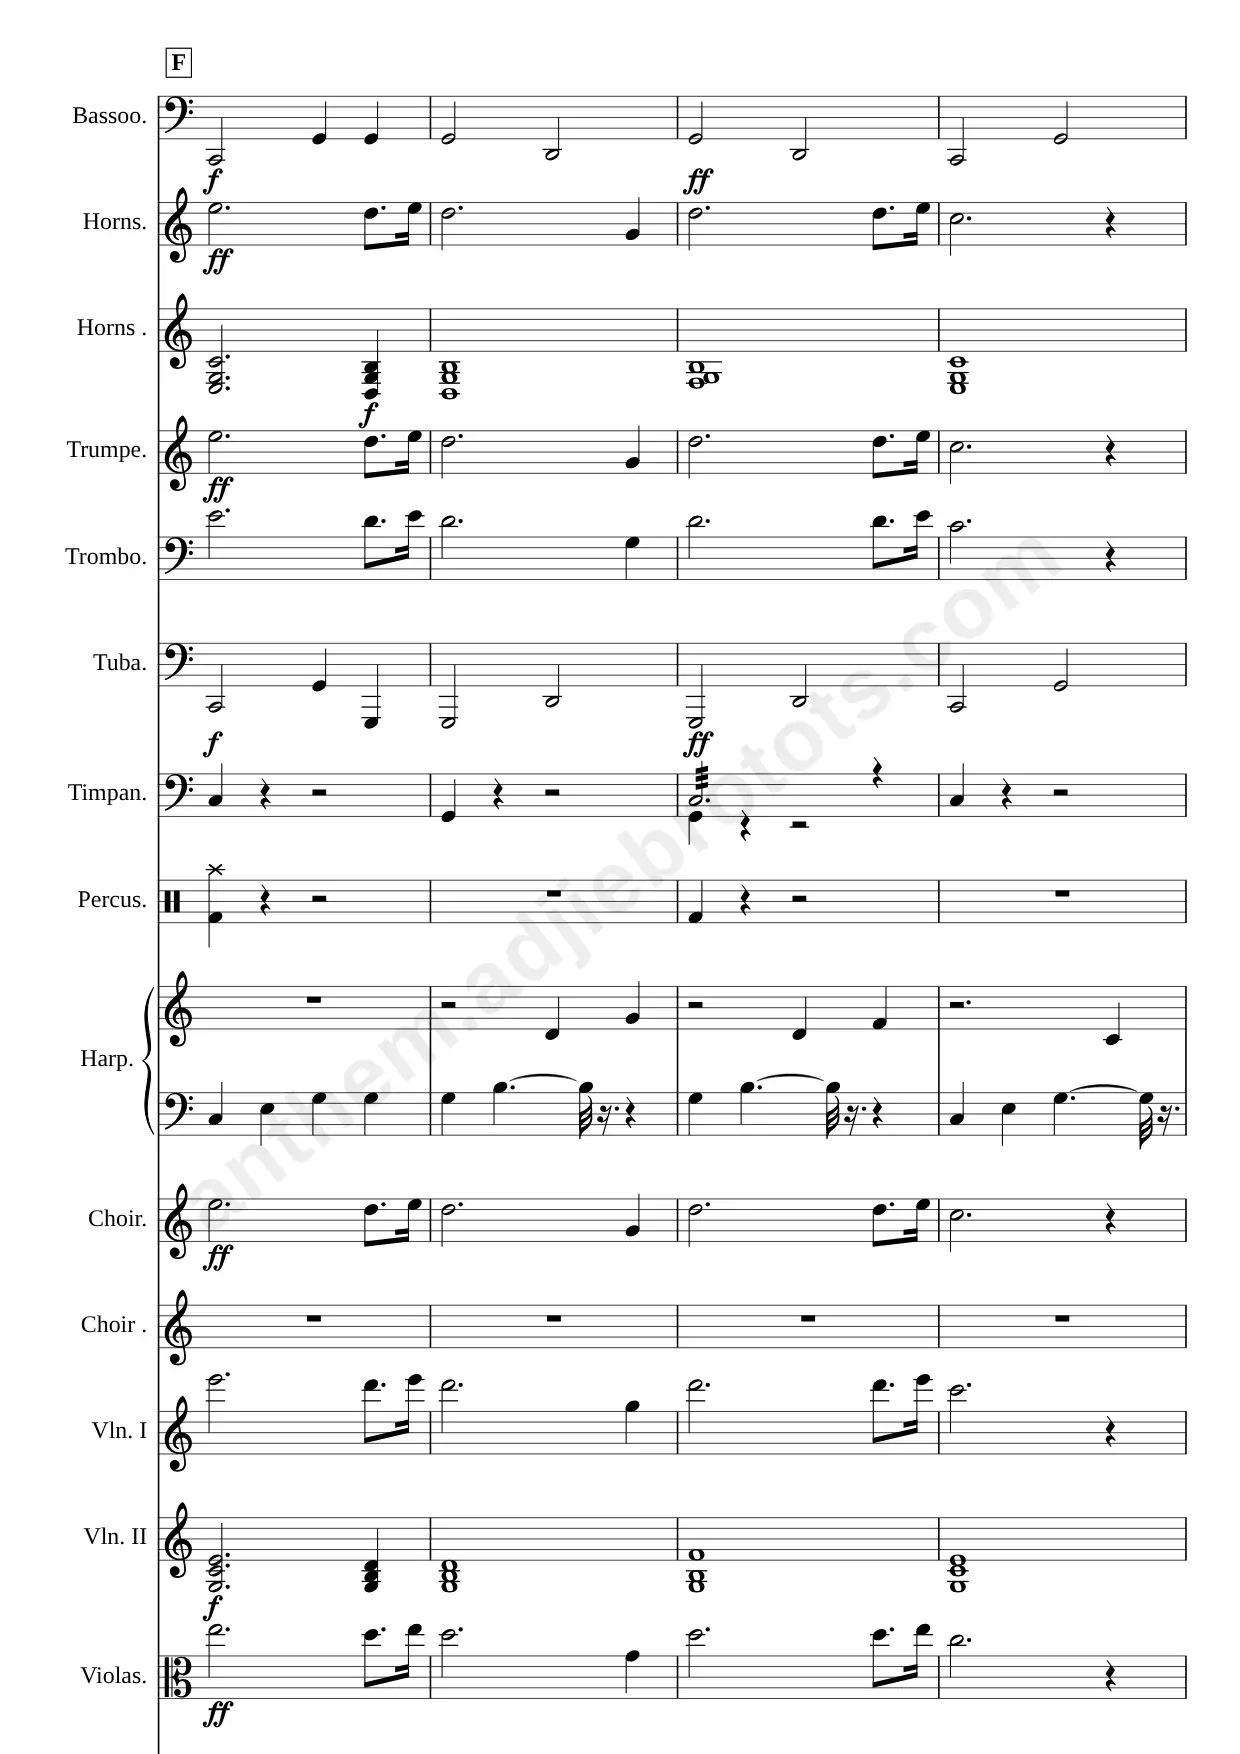 F
Bassoo.
f
ff
Horns.
ff
Horns .
f
Trumpe.
ff
Trombo.
Tuba.
f
ff
Timpan.
Percus.
Harp.
Choir.
ff
Choir .
Vln. I
Vln. II
f
Violas.
ff
anthem.adjiebrotots.com